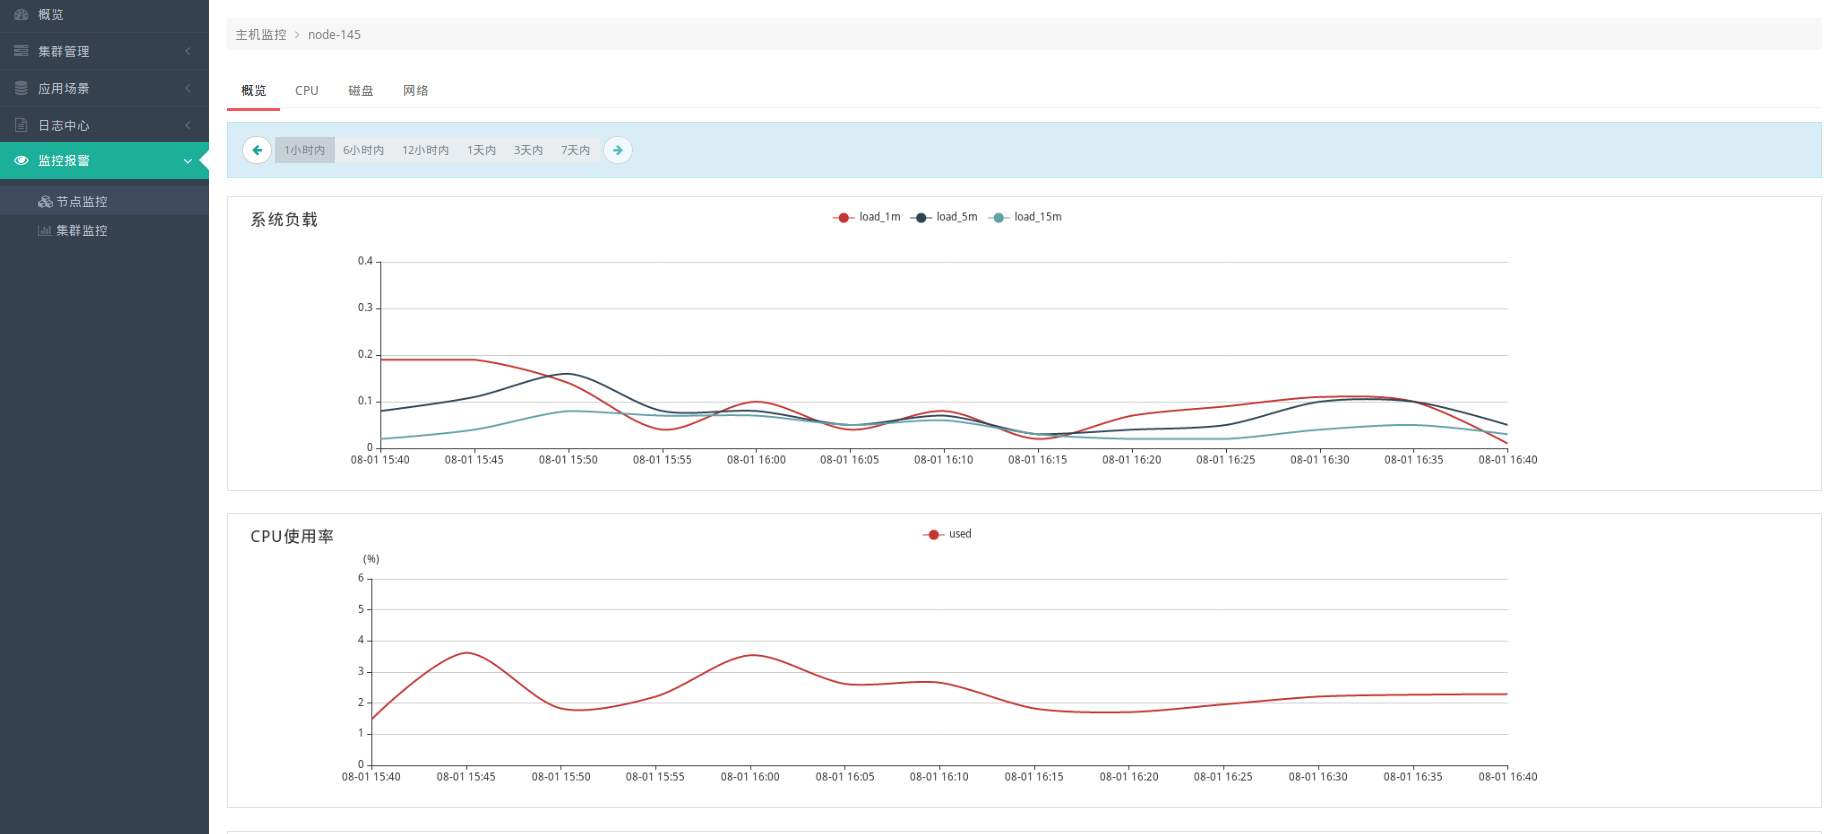 概览
集群管理
应用场景
日志中心
监控报警
节点监控
集群监控
主机监控 > node-145
概览 CPU 磁盘 网络
1小时内 6小时内 12小时内 1天内 3天内 7天内
系统负载
load_1m load_5m load_15m
0.4
0.3
0.2
0.1
0
08-01 15:40 08-01 15:45 08-01 15:50 08-01 15:55 08-01 16:00 08-01 16:05 08-01 16:10 08-01 16:15 08-01 16:20 08-01 16:25 08-01 16:30 08-01 16:35 08-01 16:40
CPU使用率
used
(%)
6
5
4
3
2
1
0
08-01 15:40 08-01 15:45 08-01 15:50 08-01 15:55 08-01 16:00 08-01 16:05 08-01 16:10 08-01 16:15 08-01 16:20 08-01 16:25 08-01 16:30 08-01 16:35 08-01 16:40